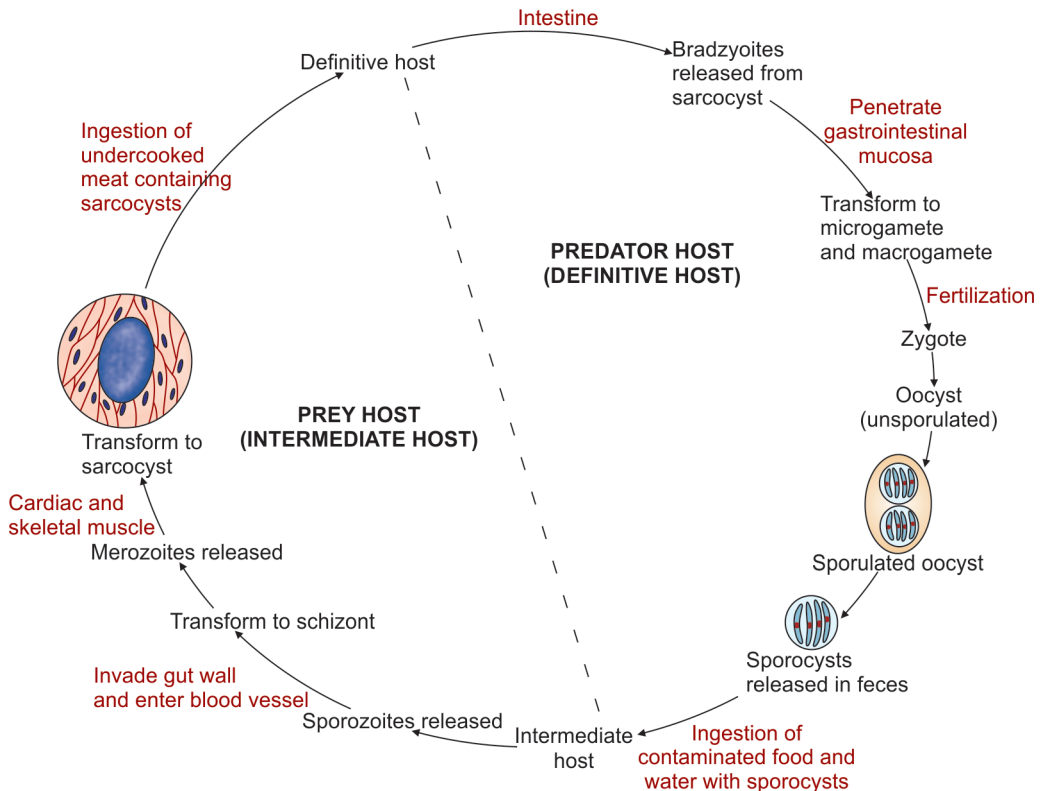 Intestine
Definitive host
Bradzyoites
released from
sarcocyst
Penetrate
gastrointestinal
mucosa
Transform to
microgamete
and macrogamete
Fertilization
Zygote
Oocyst
(unsporulated)
Sporulated oocyst
Sporocysts
released in feces
Ingestion of
contaminated food and
water with sporocysts
Intermediate
host
Sporozoites released
Invade gut wall
and enter blood vessel
Transform to schizont
Merozoites released
Cardiac and
skeletal muscle
Transform to
sarcocyst
Ingestion of
undercooked
meat containing
sarcocysts
PREDATOR HOST
(DEFINITIVE HOST)
PREY HOST
(INTERMEDIATE HOST)